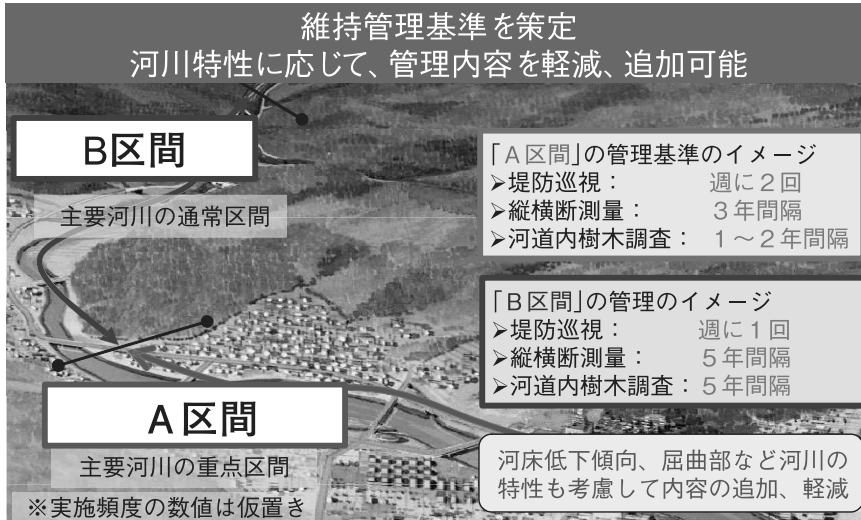 維持管理基準を策定
河川特性に応じて、管理内容を軽減、追加可能
B区間
主要河川の通常区間
「A区間」の管理基準のイメージ
➢堤防巡視： 週に２回
➢縦横断測量： ３年間隔
➢河道内樹木調査：１～２年間隔
「B区間」の管理のイメージ
➢堤防巡視： 週に１回
➢縦横断測量： ５年間隔
➢河道内樹木調査：５年間隔
A区間
主要河川の重点区間
※実施頻度の数値は仮置き
河床低下傾向、屈曲部など河川の
特性も考慮して内容の追加、軽減